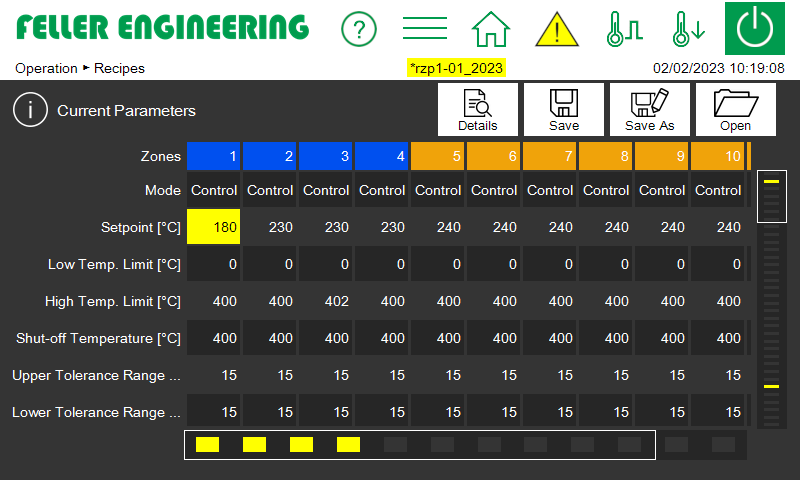 FELLER ENGINEERING
?
Operation ▸ Recipes *rzp1-01_2023 02/02/2023 10:19:08
i Current Parameters Details Save Save As Open
Zones 1 2 3 4 5 6 7 8 9 10
Mode Control Control Control Control Control Control Control Control Control Control
Setpoint [°C] 180 230 230 230 240 240 240 240 240 240
Low Temp. Limit [°C] 0 0 0 0 0 0 0 0 0 0
High Temp. Limit [°C] 400 400 402 400 400 400 400 400 400 400
Shut-off Temperature [°C] 400 400 400 400 400 400 400 400 400 400
Upper Tolerance Range ... 15 15 15 15 15 15 15 15 15 15
Lower Tolerance Range ... 15 15 15 15 15 15 15 15 15 15